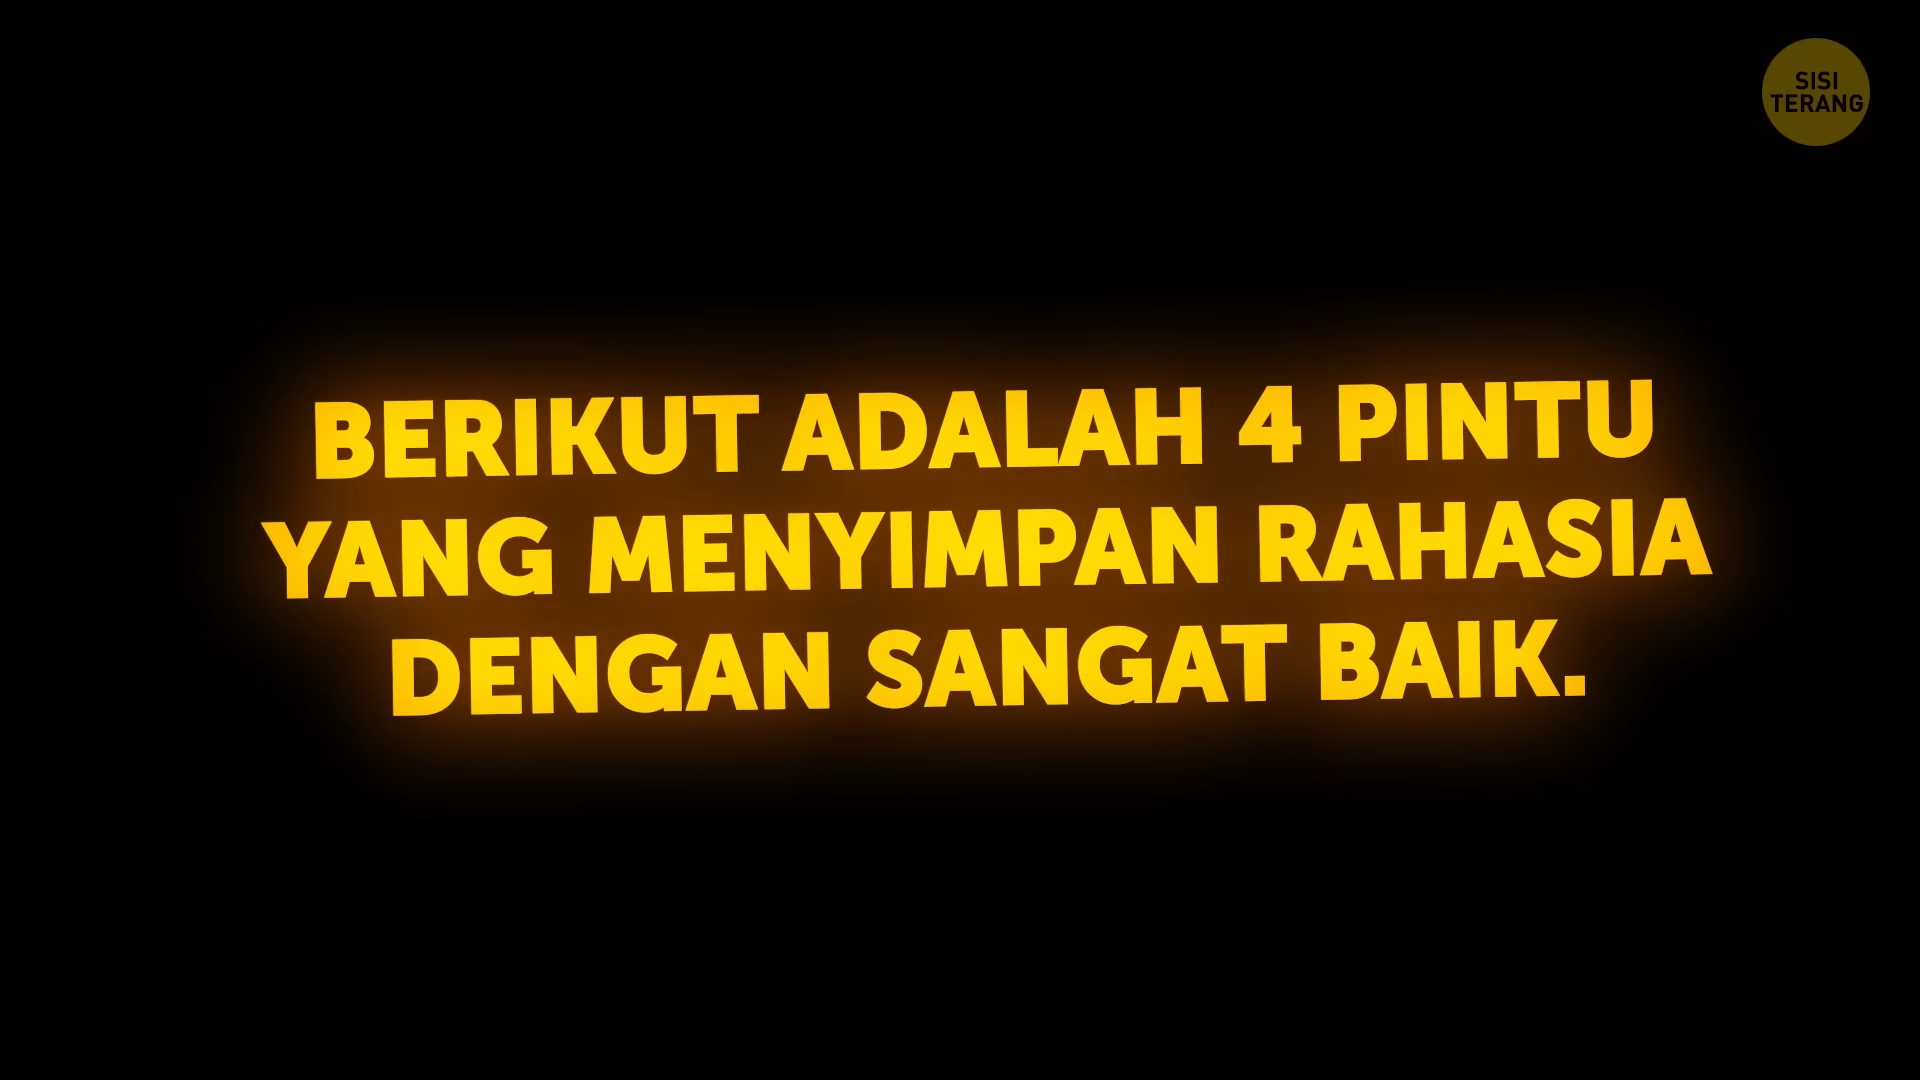 SISI
TERANG
BERIKUT ADALAH 4 PINTU
YANG MENYIMPAN RAHASIA
DENGAN SANGAT BAIK.